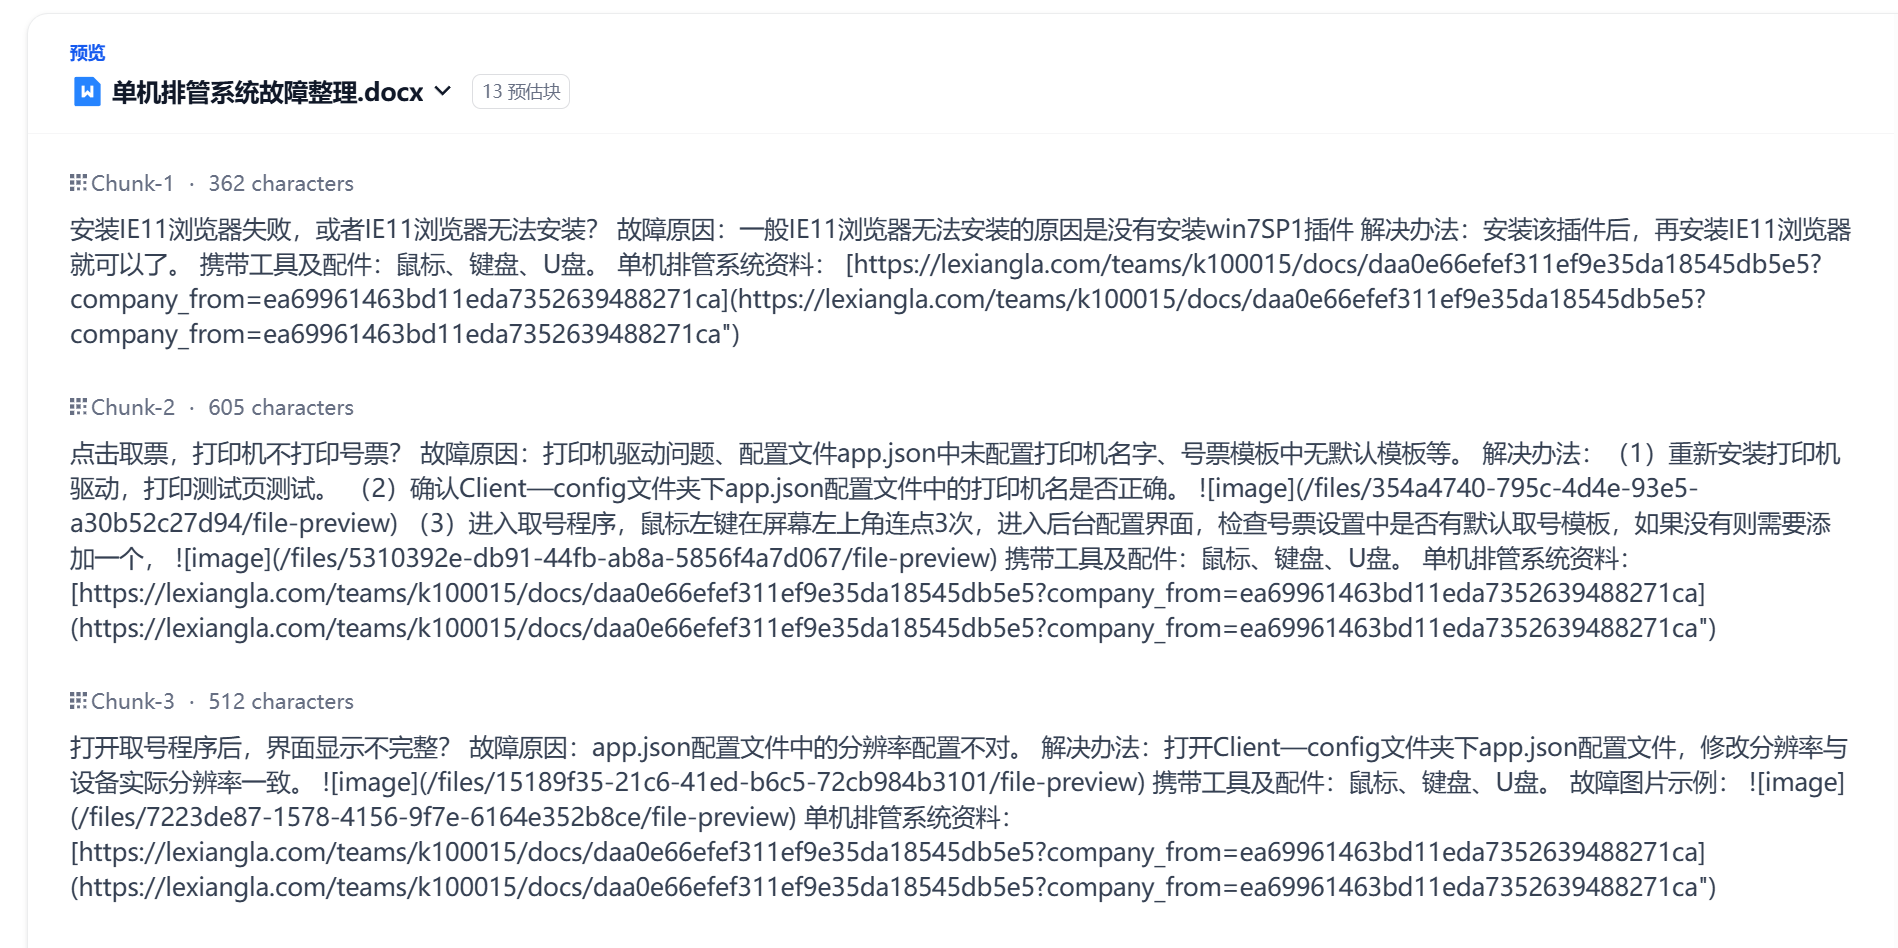 预览
单机排管系统故障整理.docx 13 预估块
Chunk-1 · 362 characters
安装IE11浏览器失败，或者IE11浏览器无法安装？ 故障原因：一般IE11浏览器无法安装的原因是没有安装win7SP1插件 解决办法：安装该插件后，再安装IE11浏览器
就可以了。 携带工具及配件：鼠标、键盘、U盘。 单机排管系统资料： [https://lexiangla.com/teams/k100015/docs/daa0e66efef311ef9e35da18545db5e5?
company_from=ea69961463bd11eda7352639488271ca](https://lexiangla.com/teams/k100015/docs/daa0e66efef311ef9e35da18545db5e5?
company_from=ea69961463bd11eda7352639488271ca")
Chunk-2 · 605 characters
点击取票，打印机不打印号票？ 故障原因：打印机驱动问题、配置文件app.json中未配置打印机名字、号票模板中无默认模板等。 解决办法：（1）重新安装打印机
驱动，打印测试页测试。 （2）确认Client—config文件夹下app.json配置文件中的打印机名是否正确。 ![image](/files/354a4740-795c-4d4e-93e5-
a30b52c27d94/file-preview) （3）进入取号程序，鼠标左键在屏幕左上角连点3次，进入后台配置界面，检查号票设置中是否有默认取号模板，如果没有则需要添
加一个， ![image](/files/5310392e-db91-44fb-ab8a-5856f4a7d067/file-preview) 携带工具及配件：鼠标、键盘、U盘。 单机排管系统资料：
[https://lexiangla.com/teams/k100015/docs/daa0e66efef311ef9e35da18545db5e5?company_from=ea69961463bd11eda7352639488271ca]
(https://lexiangla.com/teams/k100015/docs/daa0e66efef311ef9e35da18545db5e5?company_from=ea69961463bd11eda7352639488271ca")
Chunk-3 · 512 characters
打开取号程序后，界面显示不完整？ 故障原因：app.json配置文件中的分辨率配置不对。 解决办法：打开Client—config文件夹下app.json配置文件，修改分辨率与
设备实际分辨率一致。 ![image](/files/15189f35-21c6-41ed-b6c5-72cb984b3101/file-preview) 携带工具及配件：鼠标、键盘、U盘。 故障图片示例： ![image]
(/files/7223de87-1578-4156-9f7e-6164e352b8ce/file-preview) 单机排管系统资料：
[https://lexiangla.com/teams/k100015/docs/daa0e66efef311ef9e35da18545db5e5?company_from=ea69961463bd11eda7352639488271ca]
(https://lexiangla.com/teams/k100015/docs/daa0e66efef311ef9e35da18545db5e5?company_from=ea69961463bd11eda7352639488271ca")